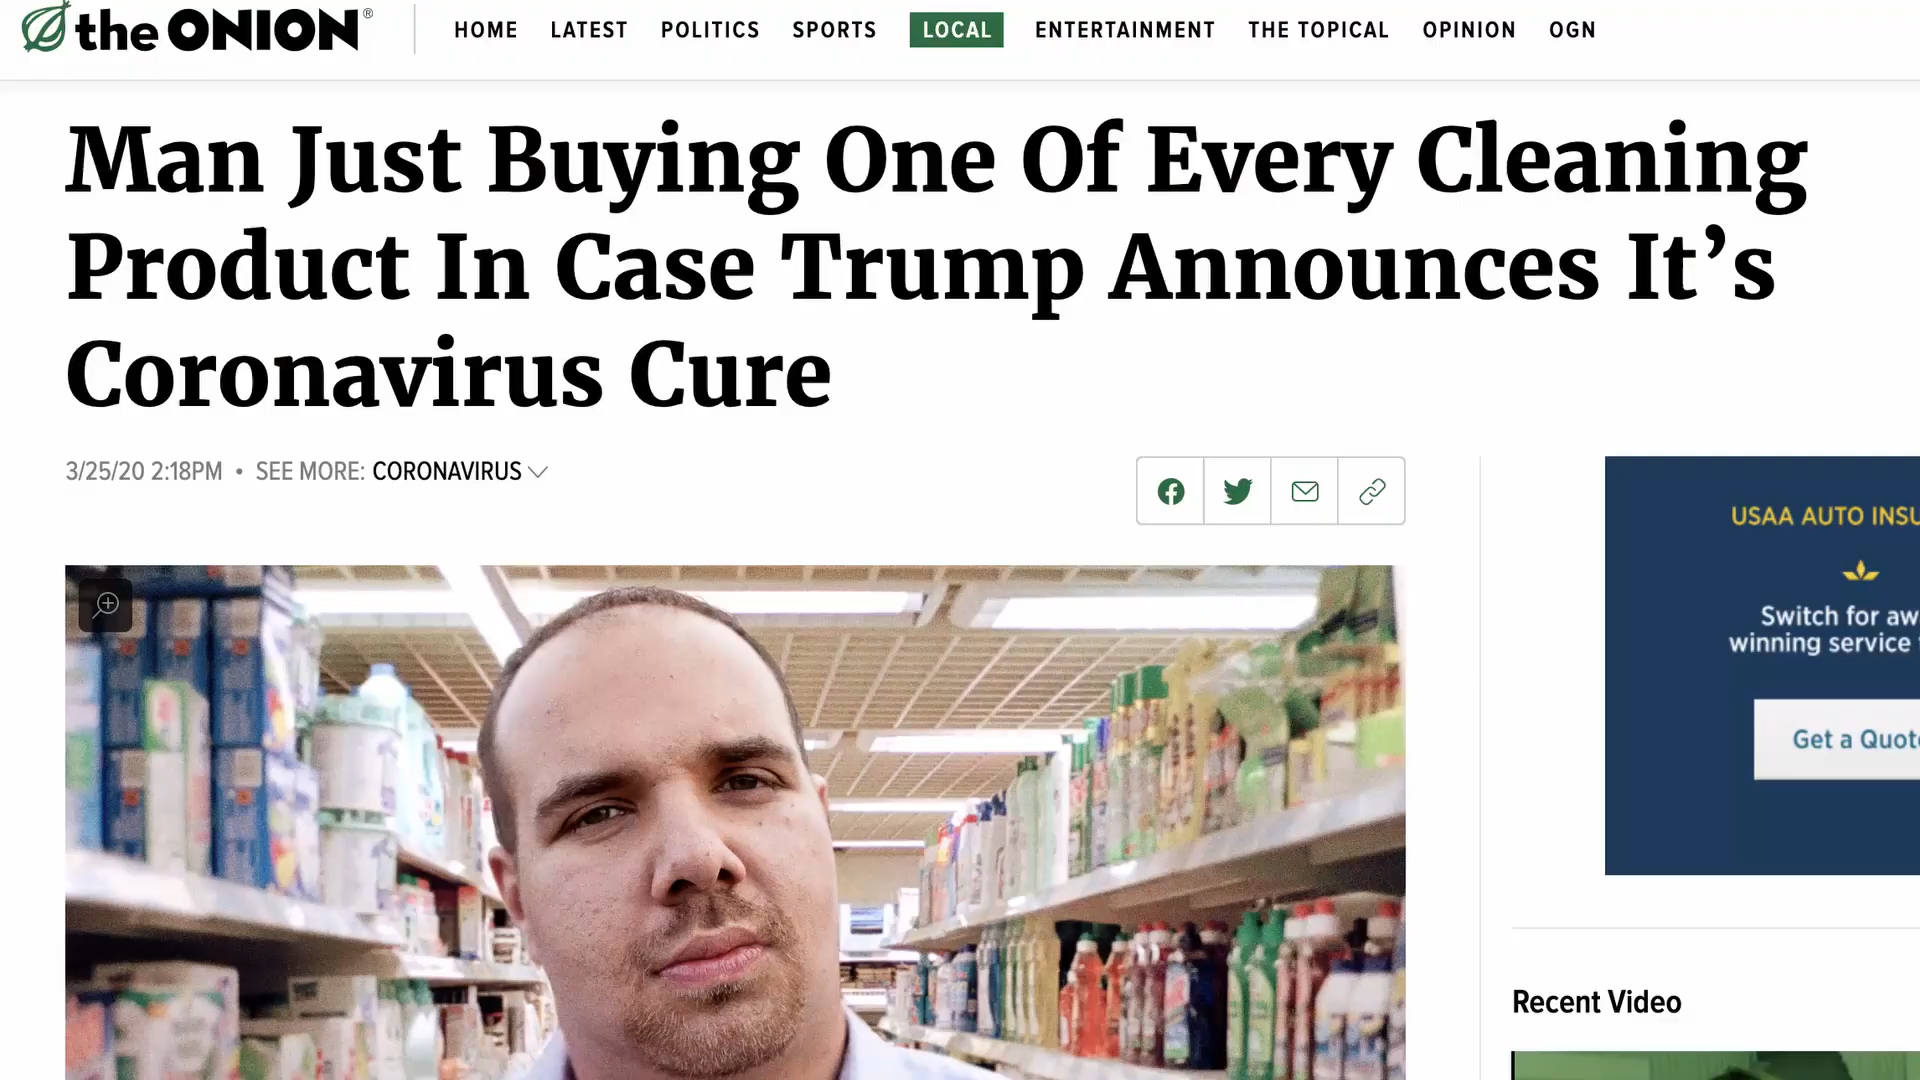 the ONION®
HOME LATEST POLITICS SPORTS LOCAL ENTERTAINMENT THE TOPICAL OPINION OGN
Man Just Buying One Of Every Cleaning
Product In Case Trump Announces It’s
Coronavirus Cure
3/25/20 2:18PM • SEE MORE: CORONAVIRUS
USAA AUTO INSU
Switch for aw
winning service
Get a Quote
Recent Video